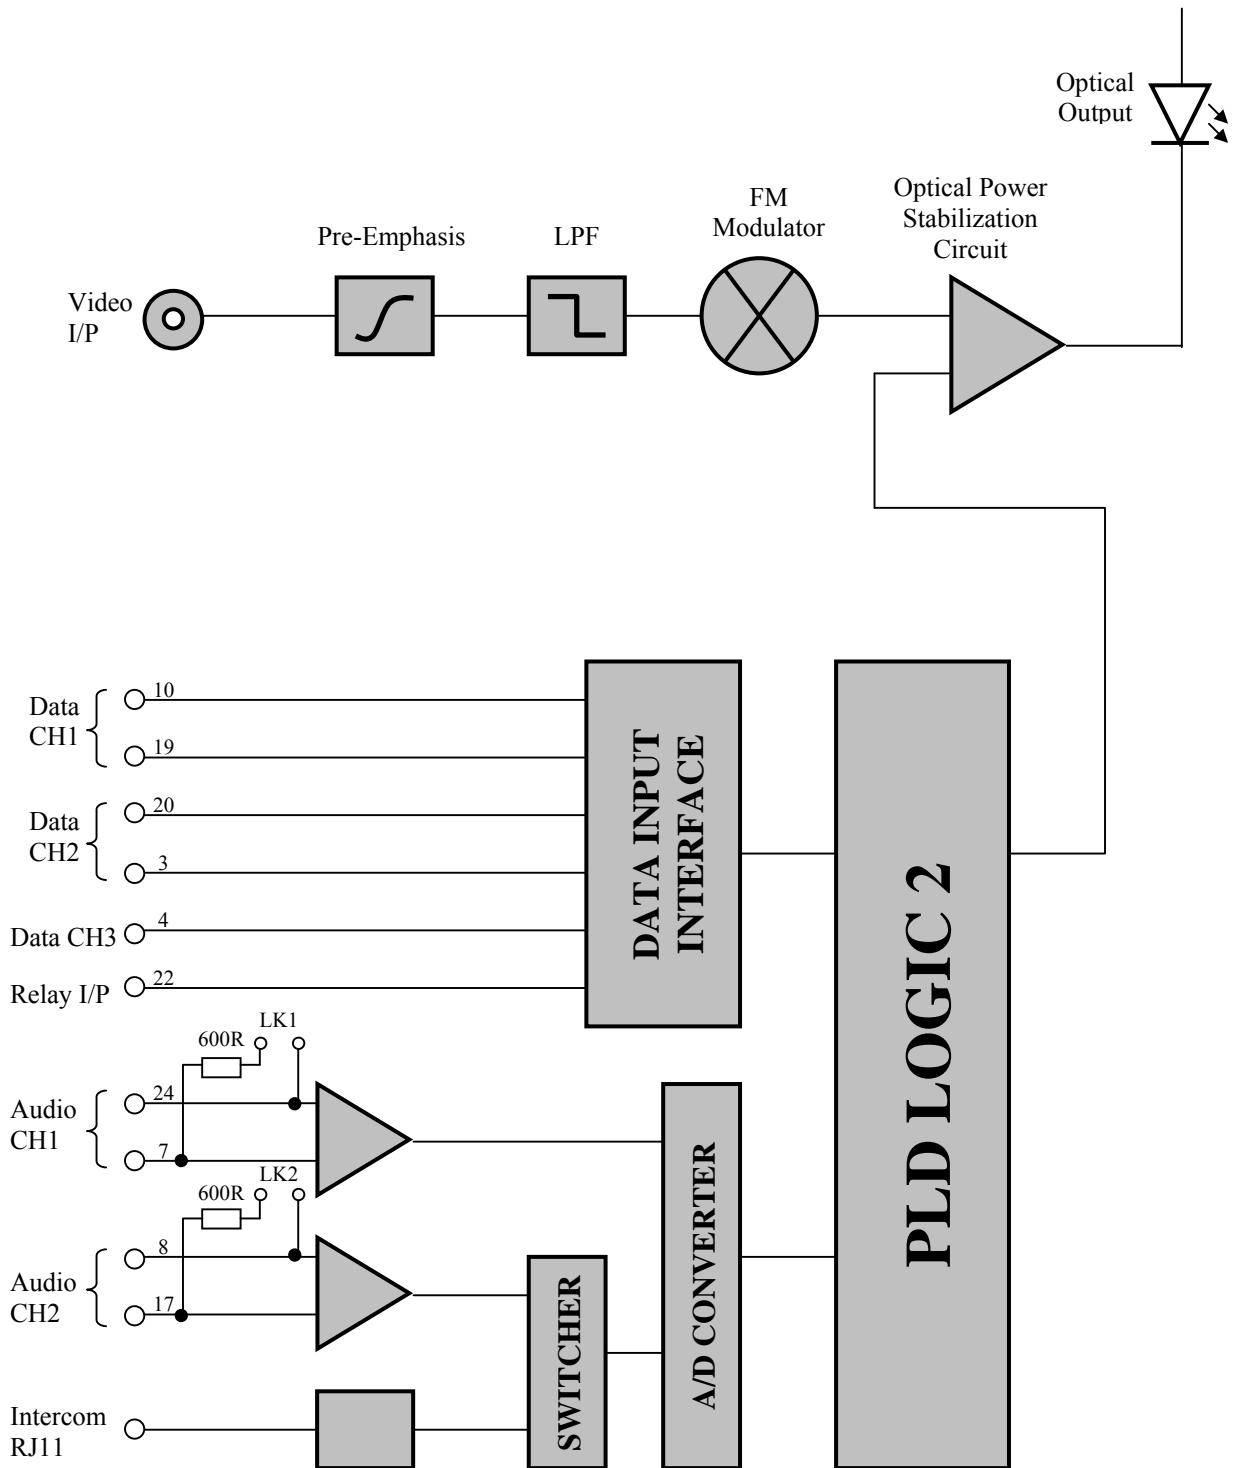 Optical
Output
Optical Power
Stabilization
Circuit
FM
Modulator
Pre-Emphasis
LPF
Video
I/P
Data
CH1
10
19
Data
CH2
20
3
Data CH3
4
Relay I/P
22
DATA INPUT
INTERFACE
PLD LOGIC 2
LK1
600R
Audio
CH1
24
7
LK2
600R
Audio
CH2
8
17
A/D CONVERTER
SWITCHER
Intercom
RJ11